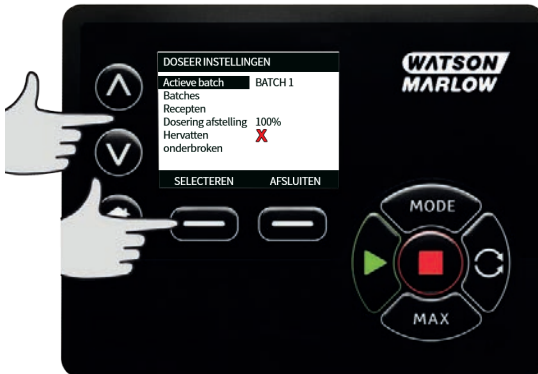 DOSEER INSTELLINGEN
Actieve batch BATCH 1
Batches
Recepten
Dosering afstelling 100%
Hervatten X
onderbroken
SELECTEREN AFSLUITEN
WATSON
MARLOW
MODE
MAX